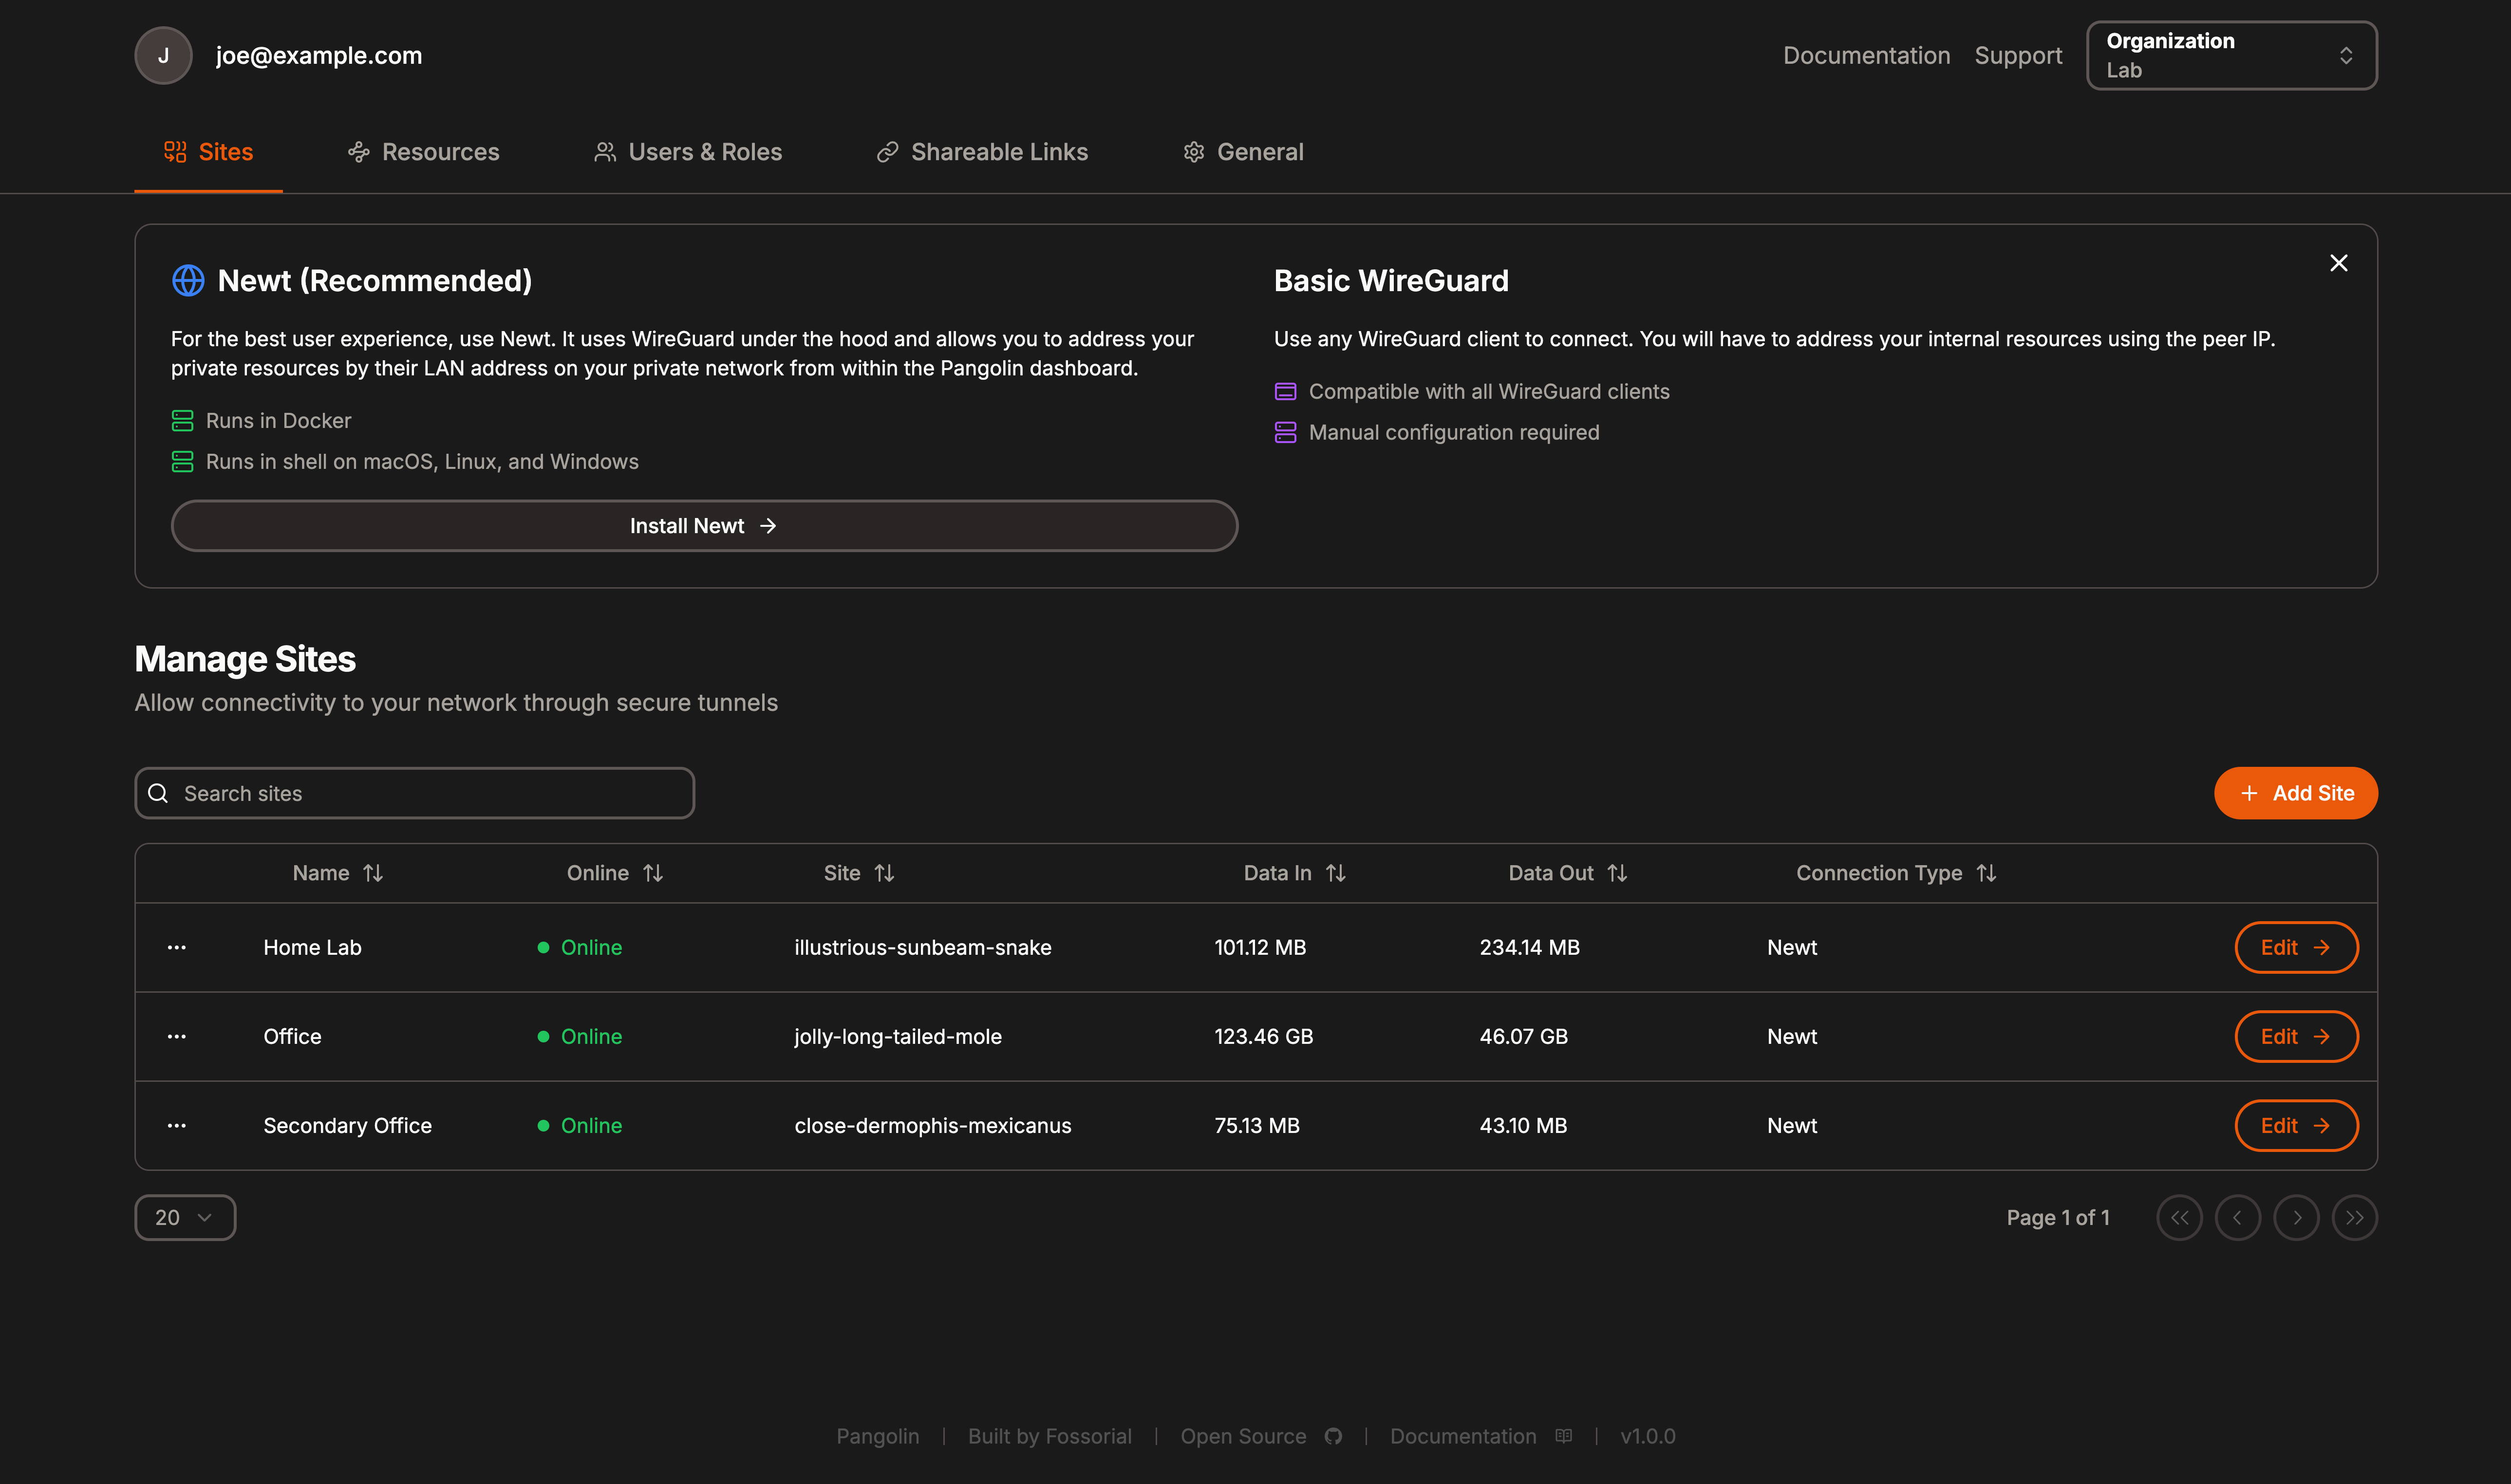 J
joe@example.com
Documentation
Support
Organization
Lab
Sites
Resources
Users & Roles
Shareable Links
General
Newt (Recommended)
For the best user experience, use Newt. It uses WireGuard under the hood and allows you to address your
private resources by their LAN address on your private network from within the Pangolin dashboard.
Runs in Docker
Runs in shell on macOS, Linux, and Windows
Install Newt
Basic WireGuard
Use any WireGuard client to connect. You will have to address your internal resources using the peer IP.
Compatible with all WireGuard clients
Manual configuration required
Manage Sites
Allow connectivity to your network through secure tunnels
Search sites
Add Site
Name Online Site Data In Data Out Connection Type
Home Lab Online illustrious-sunbeam-snake 101.12 MB 234.14 MB Newt Edit
Office Online jolly-long-tailed-mole 123.46 GB 46.07 GB Newt Edit
Secondary Office Online close-dermophis-mexicanus 75.13 MB 43.10 MB Newt Edit
20
Page 1 of 1
Pangolin | Built by Fossorial | Open Source | Documentation | v1.0.0